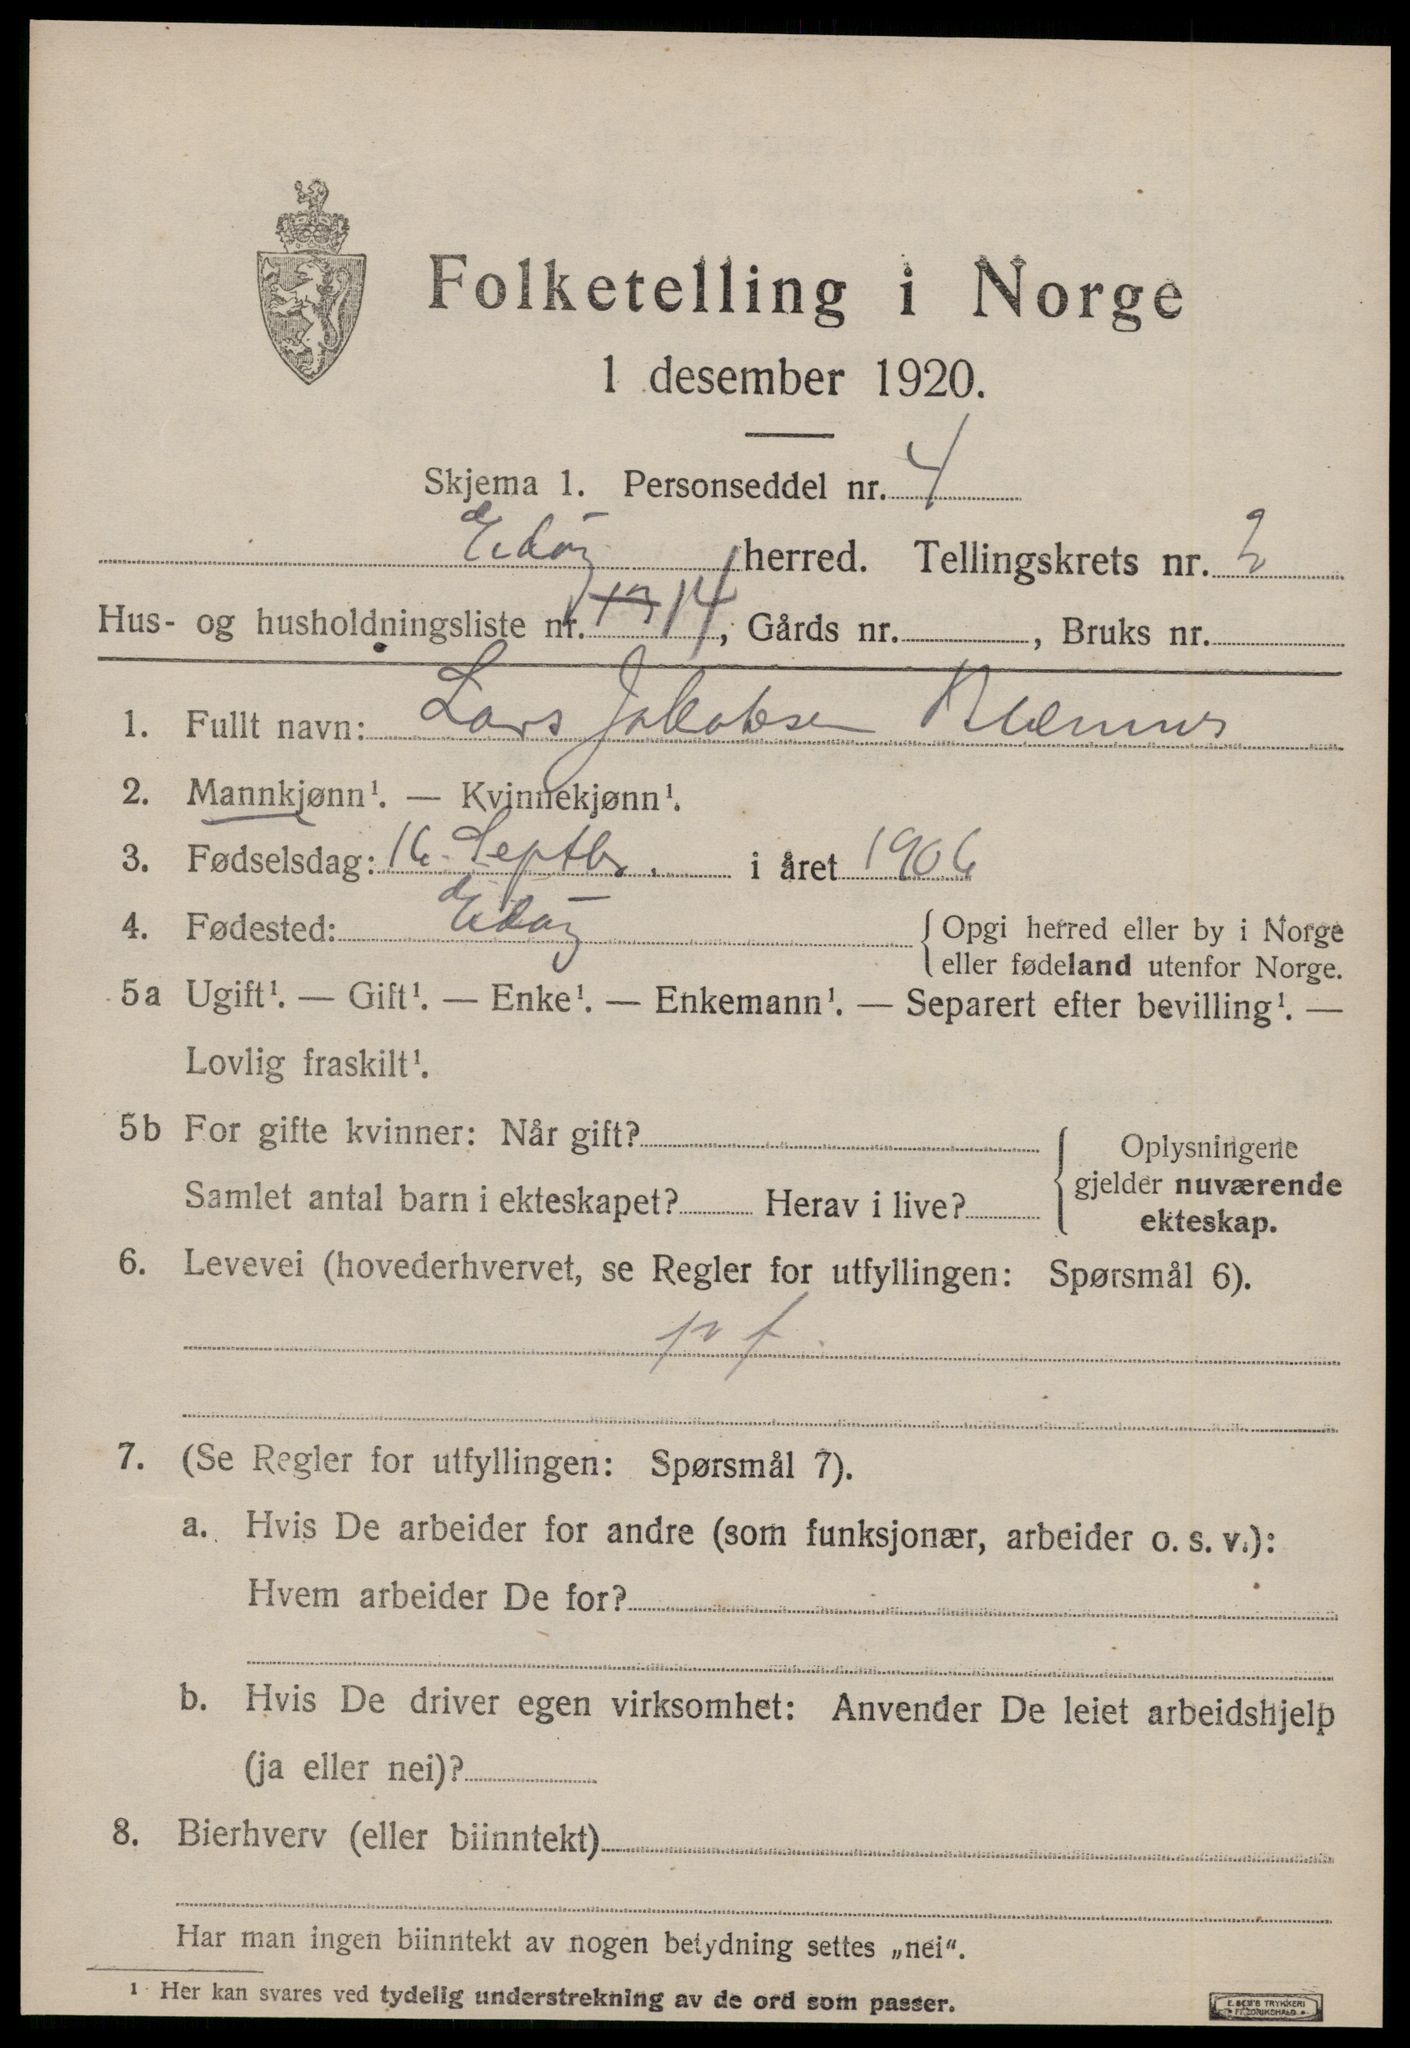 Folketelling i Norge
1 desember 1920.
Skjema 1. Personseddel nr. 4
Eidøy herred. Tellingskrets nr. 2
Hus- og husholdningsliste nr. 13 14, Gårds nr. , Bruks nr.
1. Fullt navn: Lars Jakobsen
2. Mannkjønn¹. — Kvinnekjønn¹.
3. Fødselsdag: 16. Septbr. i året 1906
4. Fødested: Eidøy { Opgi herred eller by i Norge
eller fødeland utenfor Norge.
5a Ugift¹. — Gift¹. — Enke¹. — Enkemann¹. — Separert efter bevilling¹. —
Lovlig fraskilt¹.
5b For gifte kvinner: Når gift?
Samlet antal barn i ekteskapet? Herav i live?
{ Oplysningene
gjelder nuværende
ekteskap.
6. Levevei (hovederhvervet, se Regler for utfyllingen: Spørsmål 6).
p f.
7. (Se Regler for utfyllingen: Spørsmål 7).
a. Hvis De arbeider for andre (som funksjonær, arbeider o. s. v.):
Hvem arbeider De for?
b. Hvis De driver egen virksomhet: Anvender De leiet arbeidshjelp
(ja eller nei)?
8. Bierhverv (eller biinntekt)
Har man ingen biinntekt av nogen betydning settes „nei“.
¹ Her kan svares ved tydelig understrekning av de ord som passer.
E. SEM'S TRYKKERI
FREDRIKSHALD